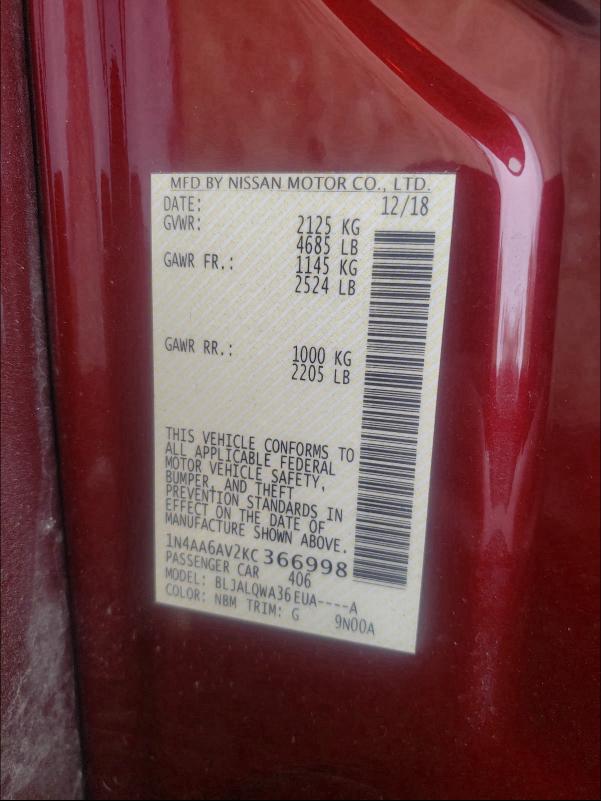 MFD BY NISSAN MOTOR CO., LTD.
DATE: 12/18
GVWR: 2125 KG
4685 LB
GAWR FR.: 1145 KG
2524 LB
GAWR RR.: 1000 KG
2205 LB
THIS VEHICLE CONFORMS TO
ALL APPLICABLE FEDERAL
MOTOR VEHICLE SAFETY,
BUMPER, AND THEFT
PREVENTION STANDARDS IN
EFFECT ON THE DATE OF
MANUFACTURE SHOWN ABOVE.
1N4AA6AV2KC366998
PASSENGER CAR 406
MODEL: BLJALQWA36EUA----A
COLOR: NBM TRIM: G 9N00A